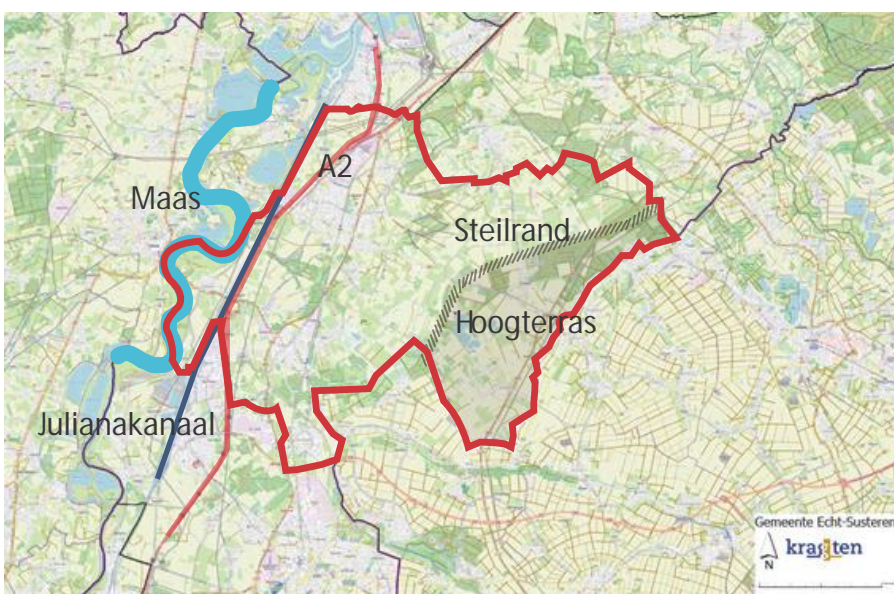 A2
Maas
Steilrand
Hoogterras
Julianakanaal
Gemeente Echt-Susteren
kragten
N